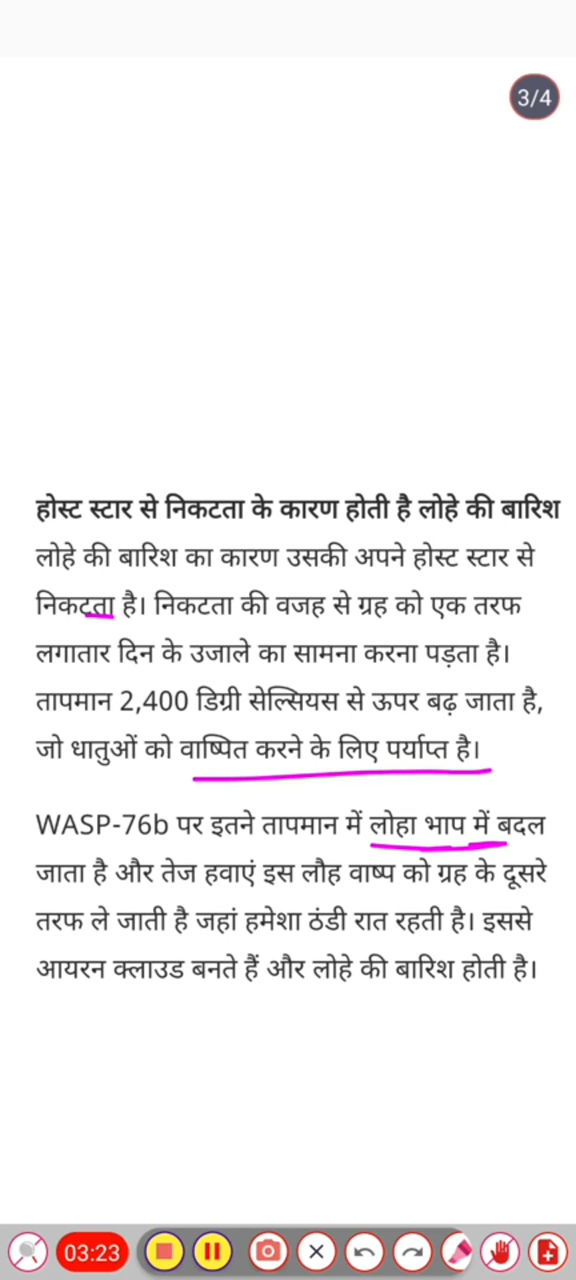 3/4
होस्ट स्टार से निकटता के कारण होती है लोहे की बारिश
लोहे की बारिश का कारण उसकी अपने होस्ट स्टार से
निकटता है। निकटता की वजह से ग्रह को एक तरफ
लगातार दिन के उजाले का सामना करना पड़ता है।
तापमान 2,400 डिग्री सेल्सियस से ऊपर बढ़ जाता है,
जो धातुओं को वाष्पित करने के लिए पर्याप्त है।
WASP-76b पर इतने तापमान में लोहा भाप में बदल
जाता है और तेज हवाएं इस लौह वाष्प को ग्रह के दूसरे
तरफ ले जाती है जहां हमेशा ठंडी रात रहती है। इससे
आयरन क्लाउड बनते हैं और लोहे की बारिश होती है।
03:23